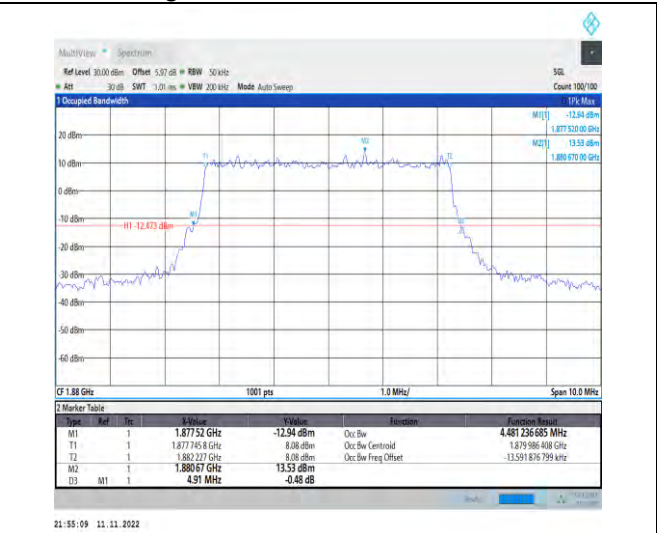 MultiView Spectrum
Ref Level 30.00 dBm Offset 5.97 dB RBW 50 kHz SGL
Att 30 dB SWT 1.01 ms VBW 200 kHz Mode Auto Sweep Count 100/100
1 Occupied Bandwidth 1Pk Max
M1[1] -12.94 dBm
1.877 520 00 GHz
M2[1] 13.53 dBm
1.880 670 00 GHz
20 dBm
M2
T1 T2
10 dBm
0 dBm
M1
-10 dBm
H1 -12.473 dBm
-20 dBm
-30 dBm
-40 dBm
-50 dBm
-60 dBm
CF 1.88 GHz 1001 pts 1.0 MHz/ Span 10.0 MHz
2 Marker Table
Type Ref Trc X-Value Y-Value Function Function Result
M1 1 1.877 52 GHz -12.94 dBm Occ Bw 4.481 236 685 MHz
T1 1 1.877 745 8 GHz 8.08 dBm Occ Bw Centroid 1.879 986 408 GHz
T2 1 1.882 227 GHz 8.08 dBm Occ Bw Freq Offset -13.591 876 799 kHz
M2 1 1.880 67 GHz 13.53 dBm
D3 M1 1 4.91 MHz -0.48 dB
21:55:09 11.11.2022